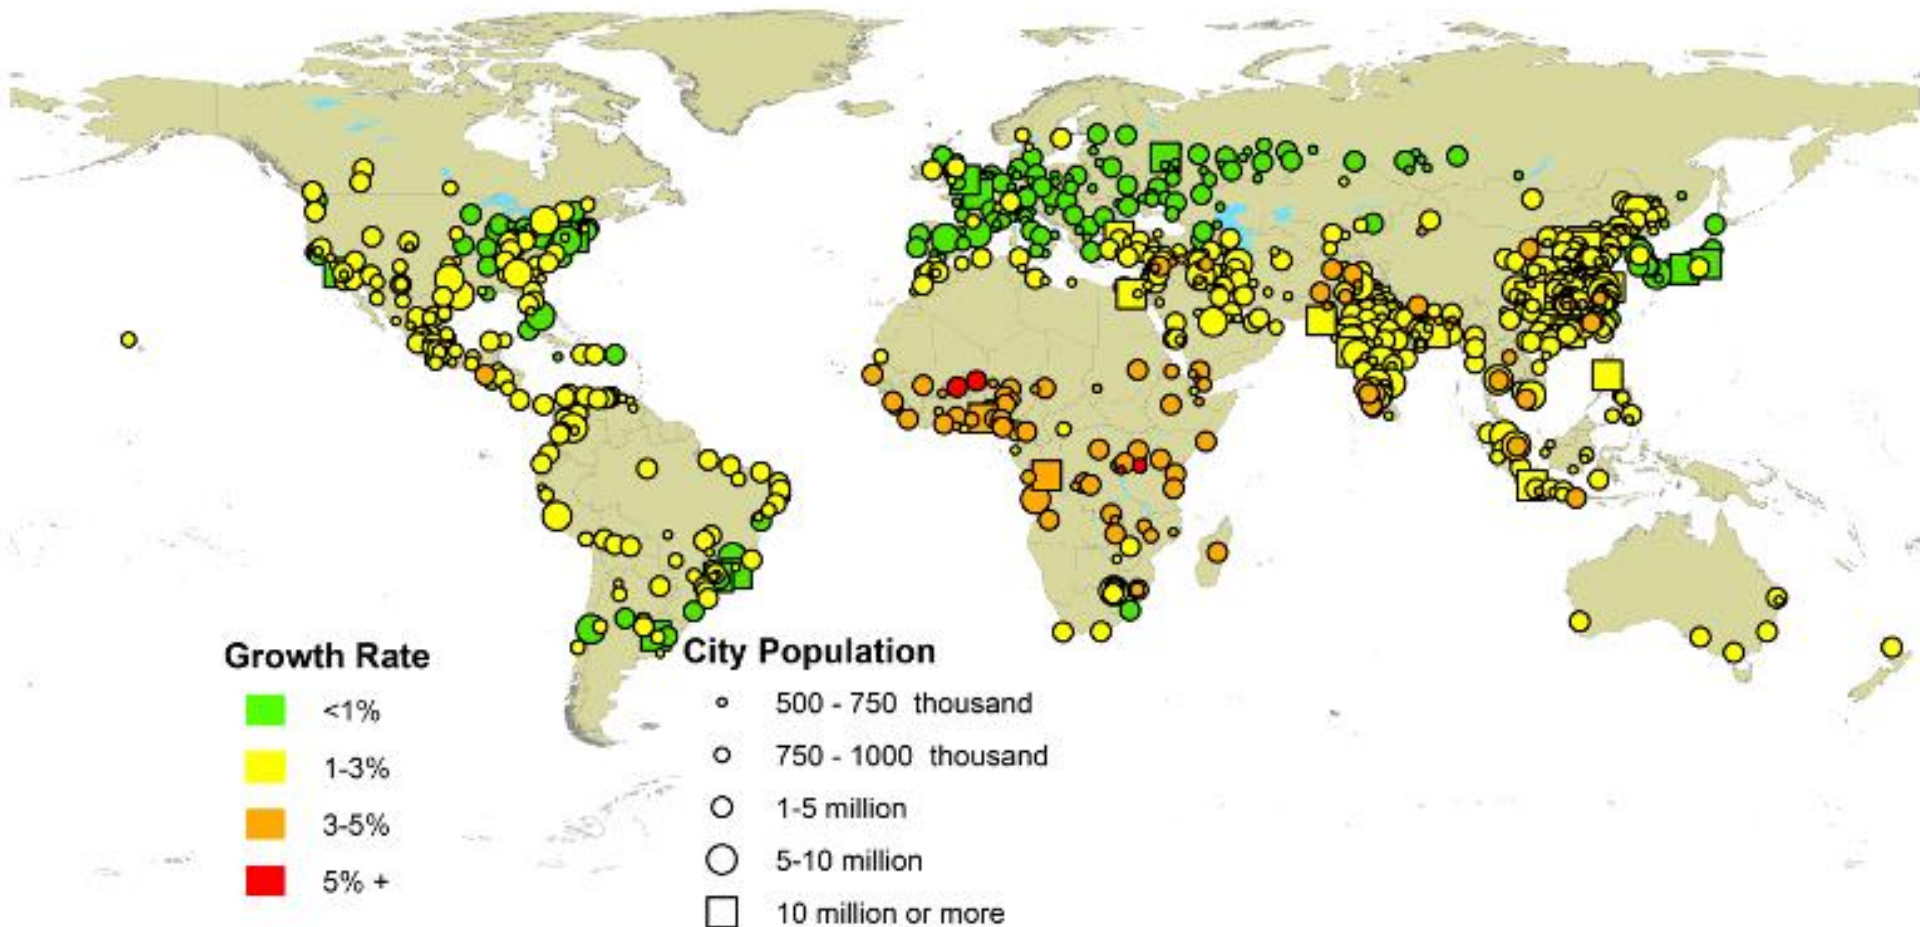 Growth Rate
<1%
1-3%
3-5%
5% +
City Population
500 - 750 thousand
750 - 1000 thousand
1-5 million
5-10 million
10 million or more